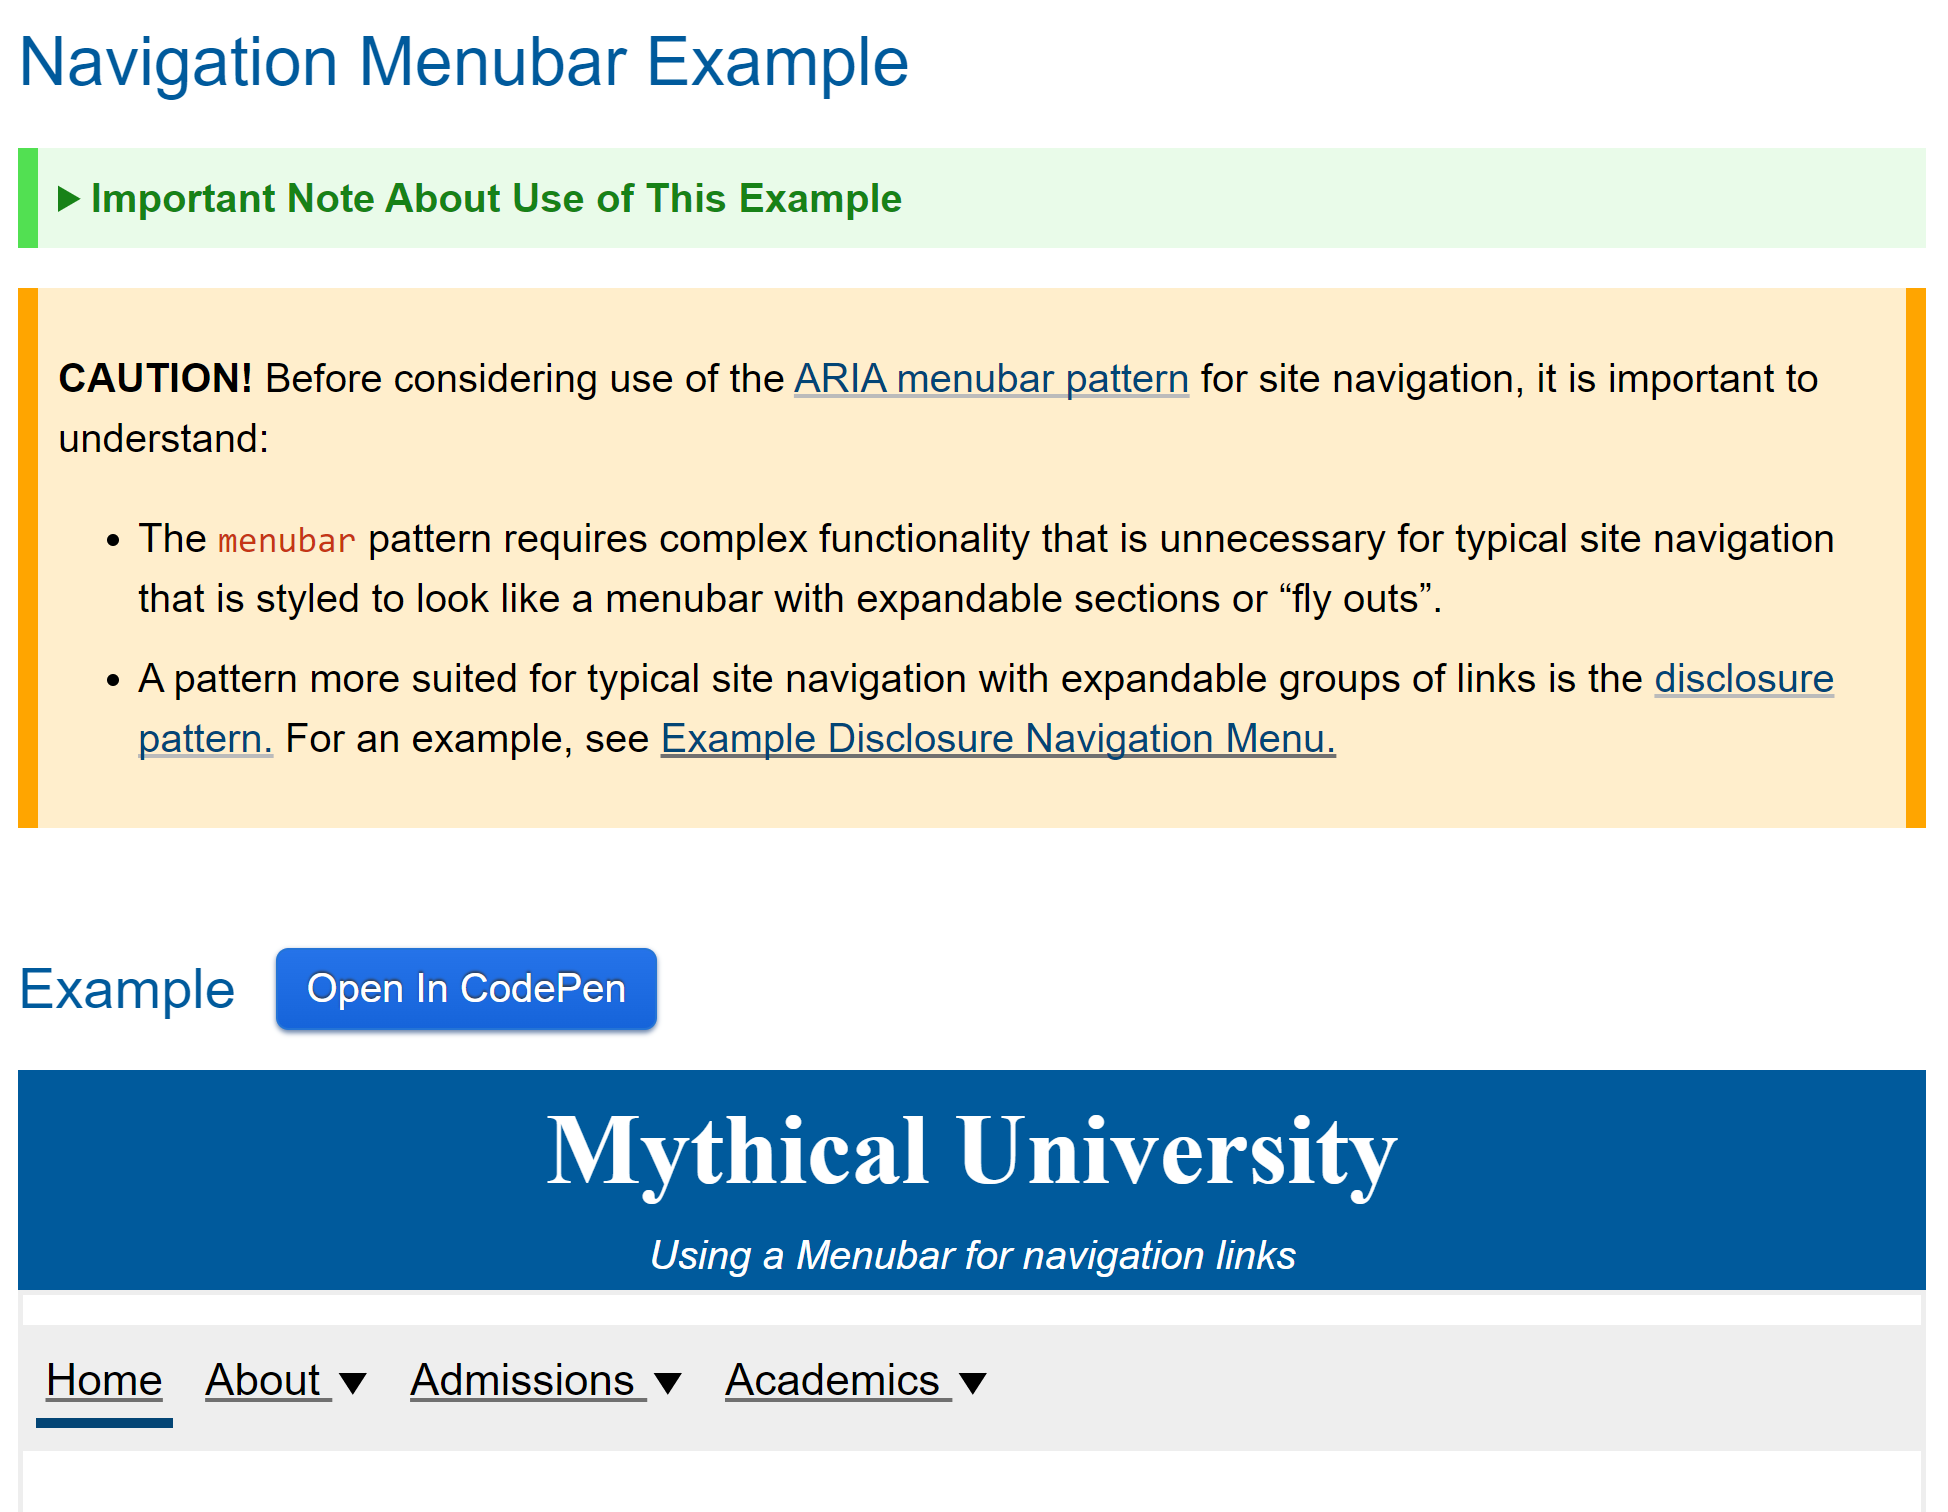 Navigation Menubar Example
Important Note About Use of This Example
CAUTION! Before considering use of the ARIA menubar pattern for site navigation, it is important to
understand:
• The menubar pattern requires complex functionality that is unnecessary for typical site navigation
that is styled to look like a menubar with expandable sections or “fly outs”.
• A pattern more suited for typical site navigation with expandable groups of links is the disclosure
pattern. For an example, see Example Disclosure Navigation Menu.
Example Open In CodePen
Mythical University
Using a Menubar for navigation links
Home About Admissions Academics